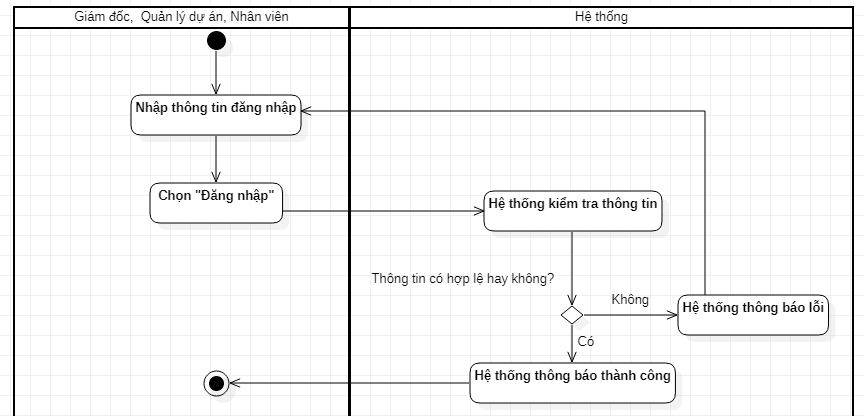 Giám đốc, Quản lý dự án, Nhân viên
Hệ thống
Nhập thông tin đăng nhập
Chọn "Đăng nhập"
Hệ thống kiểm tra thông tin
Thông tin có hợp lệ hay không?
Không
Hệ thống thông báo lỗi
Có
Hệ thống thông báo thành công